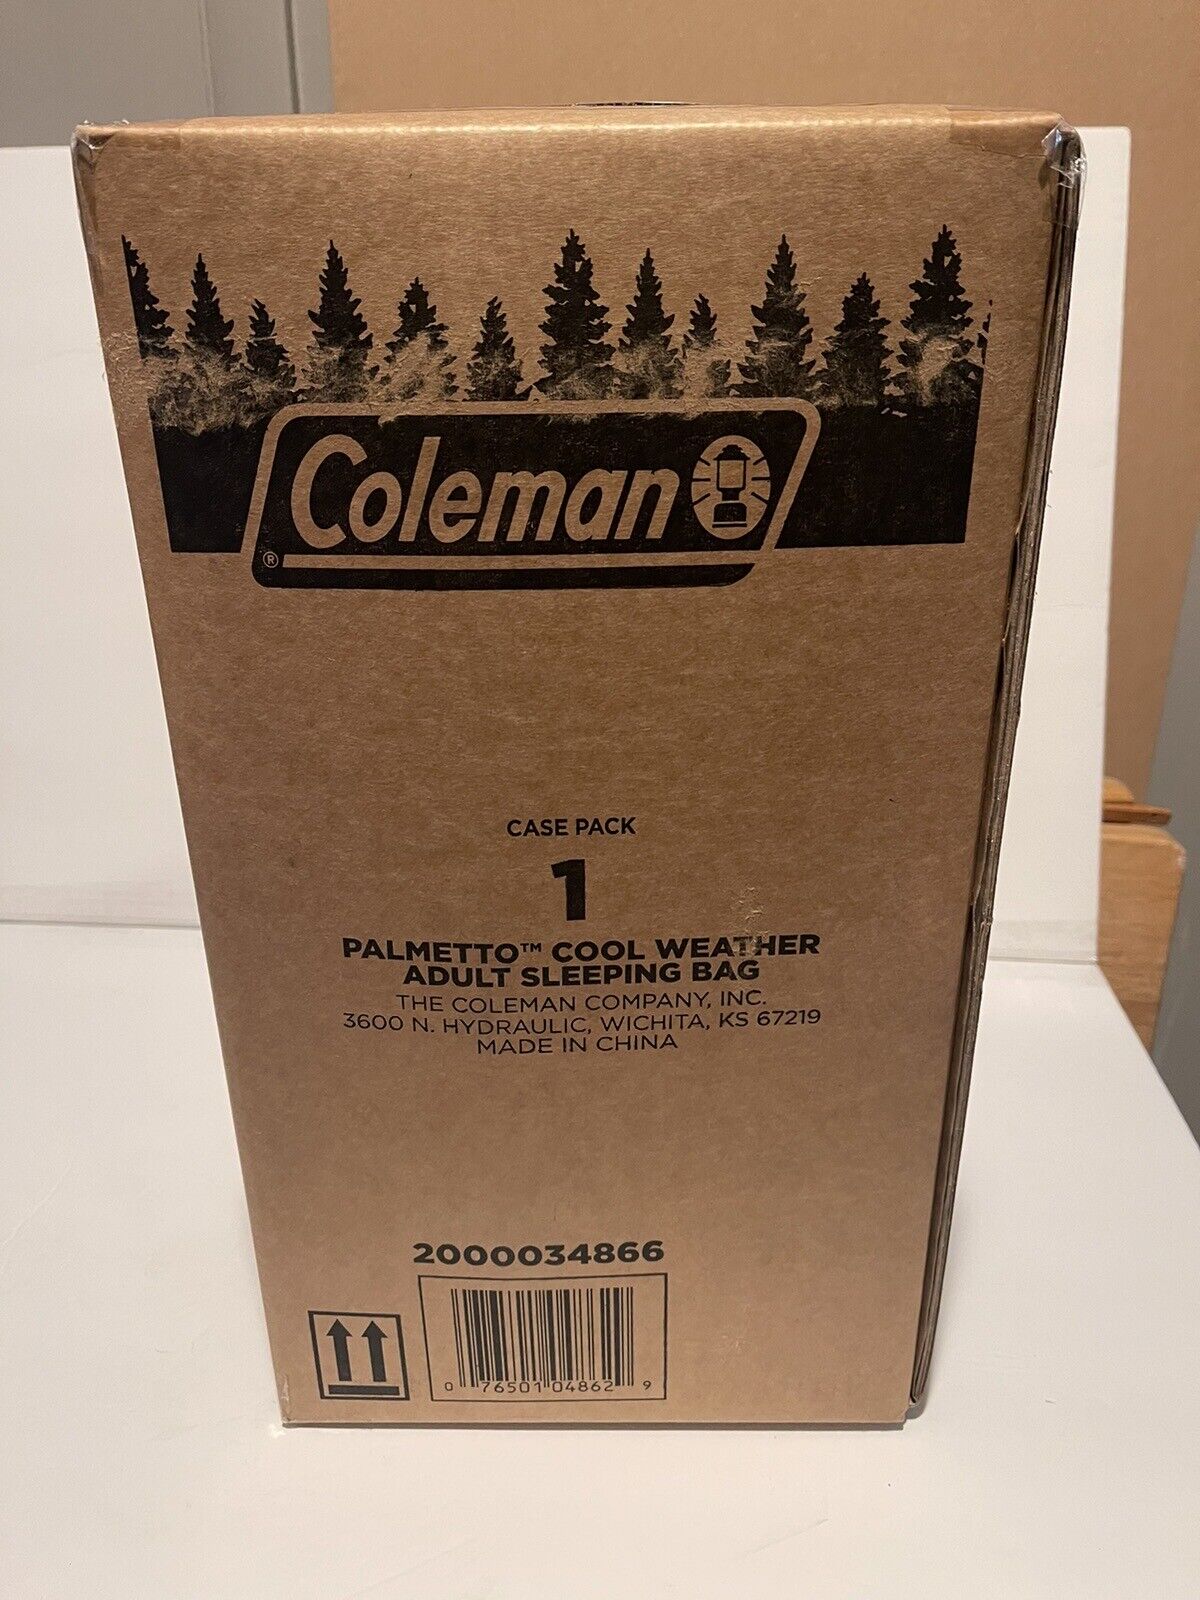 Coleman
®
CASE PACK
1
PALMETTO™ COOL WEATHER
ADULT SLEEPING BAG
THE COLEMAN COMPANY, INC.
3600 N. HYDRAULIC, WICHITA, KS 67219
MADE IN CHINA
2000034866
0 76501 04862 9